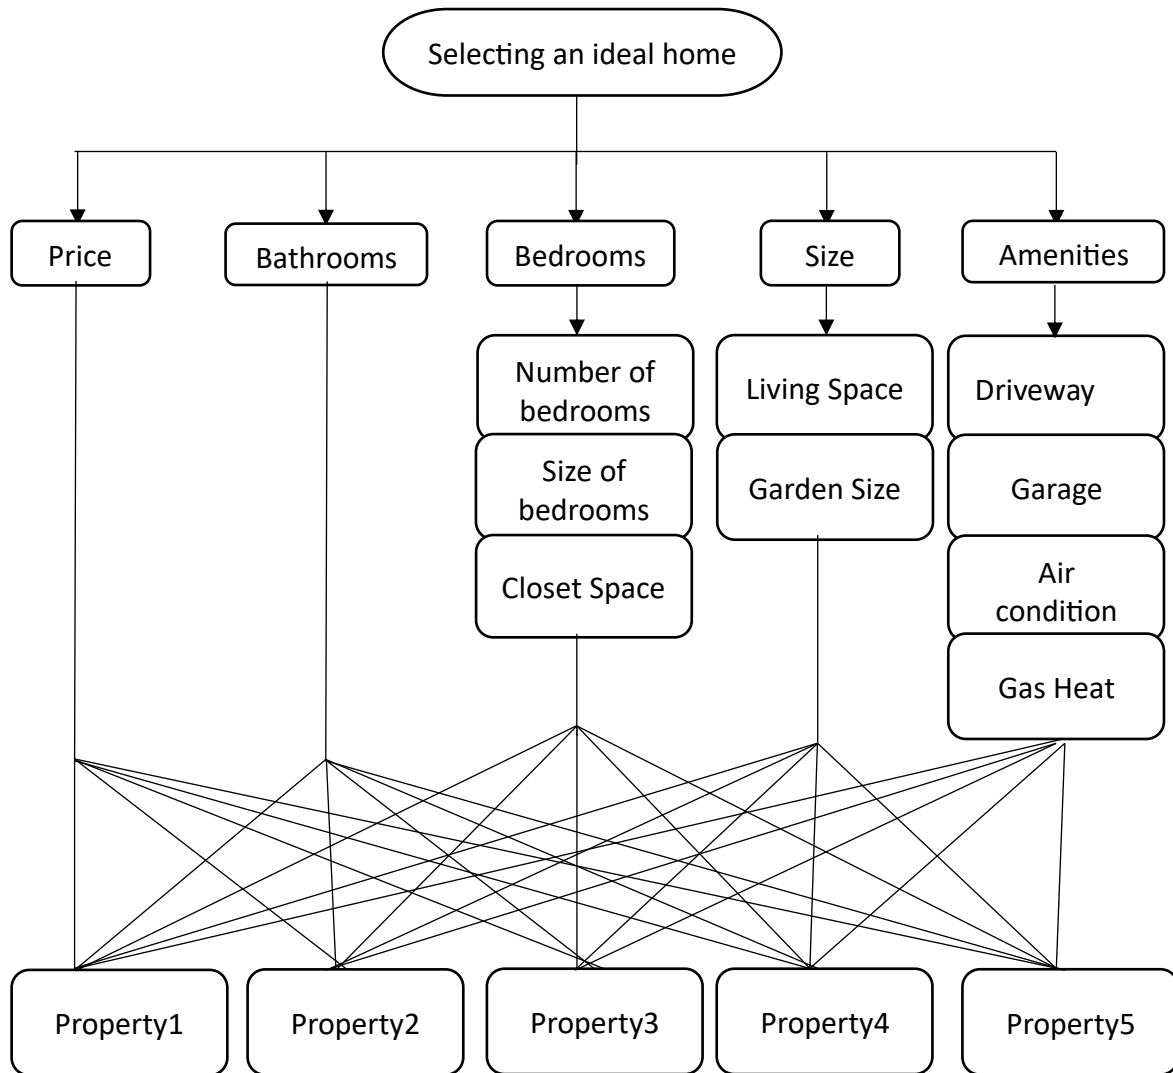 Selecting an ideal home
Price
Bathrooms
Bedrooms
Size
Amenities
Number of
bedrooms
Size of
bedrooms
Closet Space
Living Space
Garden Size
Driveway
Garage
Air
condition
Gas Heat
Property1
Property2
Property3
Property4
Property5